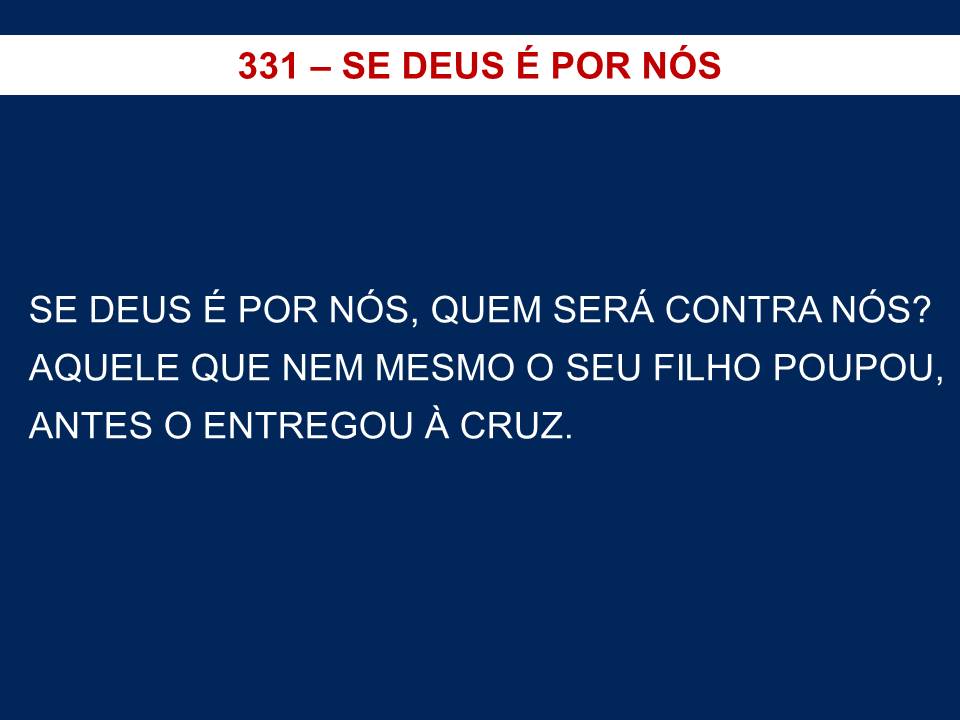 331 – SE DEUS É POR NÓS
SE DEUS É POR NÓS, QUEM SERÁ CONTRA NÓS?
AQUELE QUE NEM MESMO O SEU FILHO POUPOU,
ANTES O ENTREGOU À CRUZ.